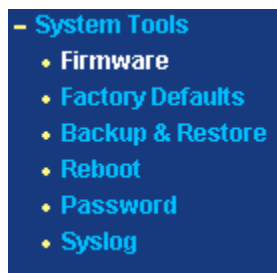 – System Tools
• Firmware
• Factory Defaults
• Backup & Restore
• Reboot
• Password
• Syslog